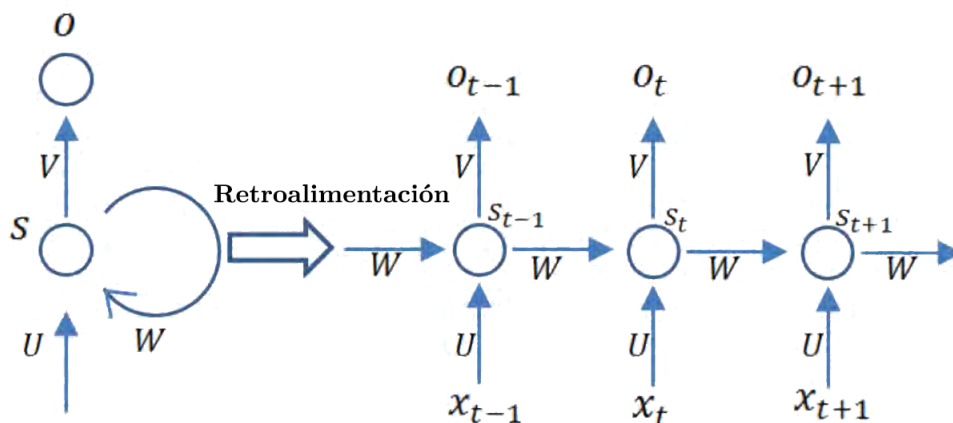 O
o_{t-1} o_t o_{t+1}
V V V V
Retroalimentación
S s_{t-1} s_t s_{t+1}
W W W W W
U U U U
x_{t-1} x_t x_{t+1}